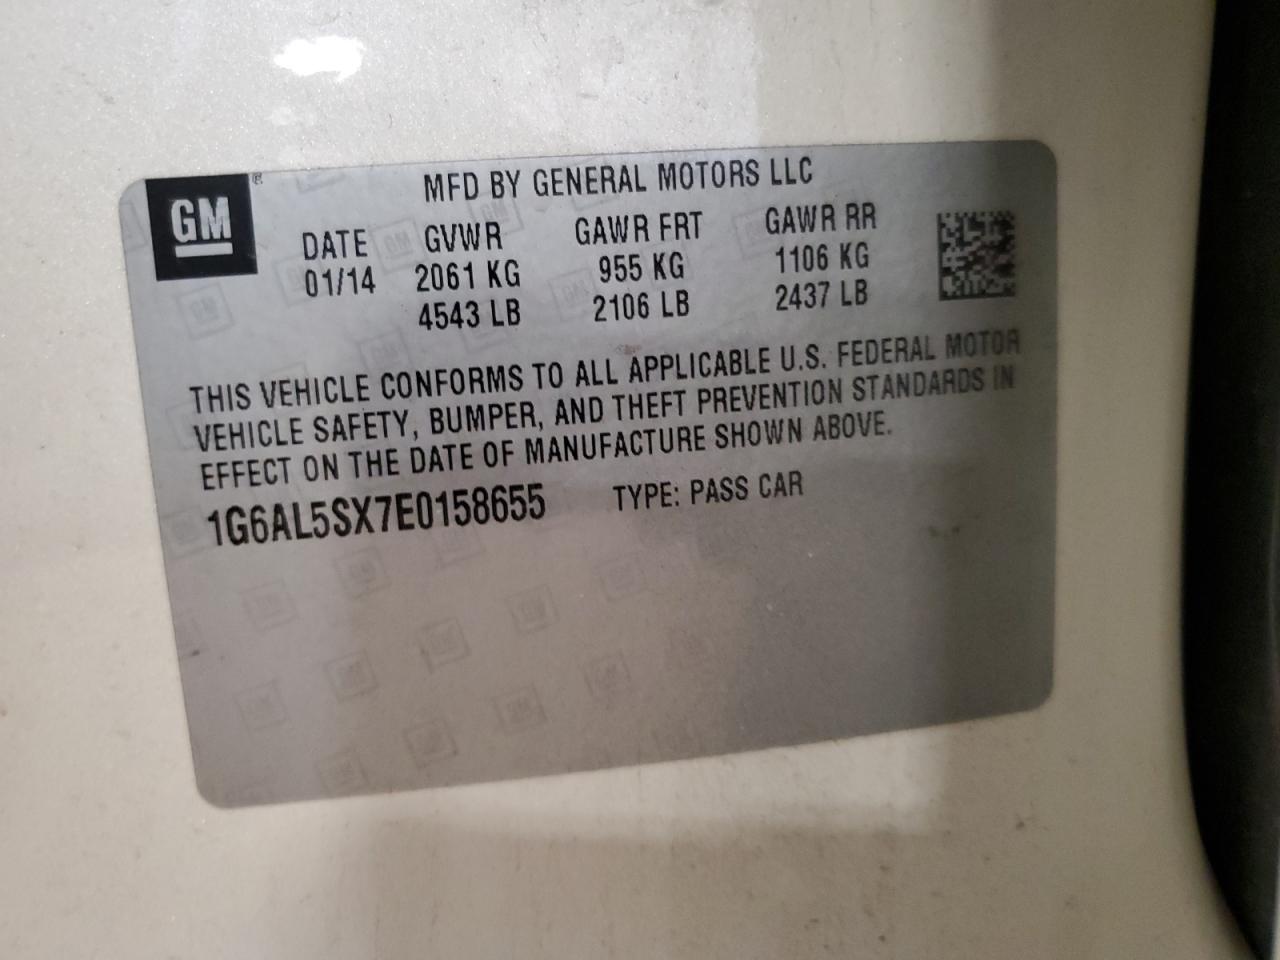 GM®
MFD BY GENERAL MOTORS LLC
DATE GVWR GAWR FRT GAWR RR
01/14 2061 KG 955 KG 1106 KG
4543 LB 2106 LB 2437 LB
THIS VEHICLE CONFORMS TO ALL APPLICABLE U.S. FEDERAL MOTOR
VEHICLE SAFETY, BUMPER, AND THEFT PREVENTION STANDARDS IN
EFFECT ON THE DATE OF MANUFACTURE SHOWN ABOVE.
1G6AL5SX7E0158655 TYPE: PASS CAR